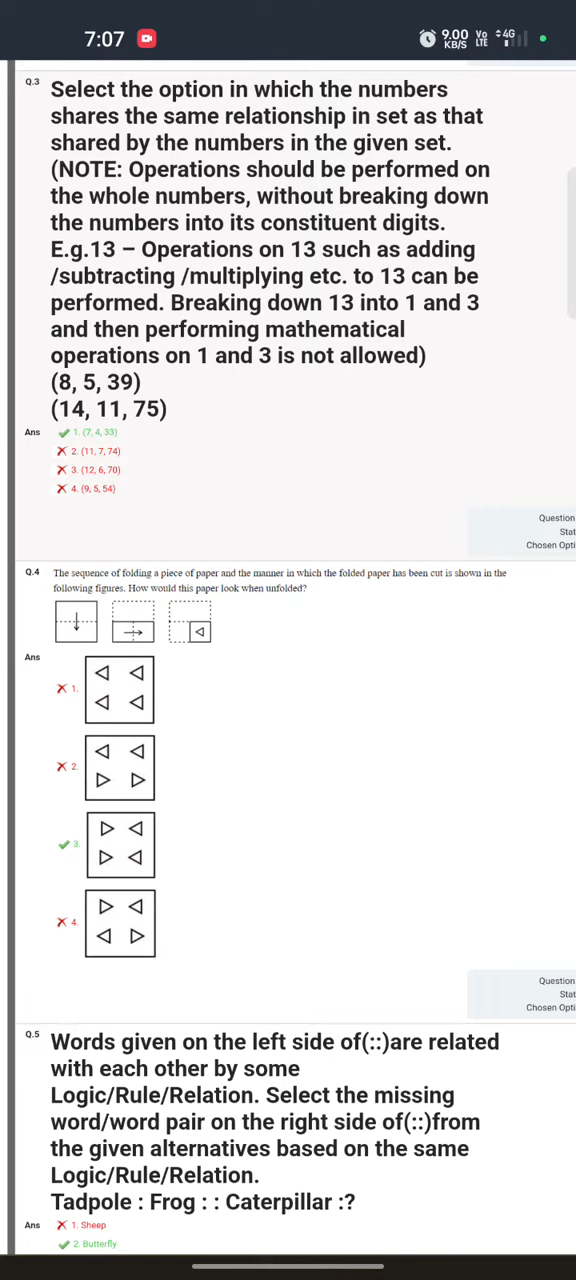 7:07
9.00 KB/S Vo LTE 4G
Q.3 Select the option in which the numbers
shares the same relationship in set as that
shared by the numbers in the given set.
(NOTE: Operations should be performed on
the whole numbers, without breaking down
the numbers into its constituent digits.
E.g.13 – Operations on 13 such as adding
/subtracting /multiplying etc. to 13 can be
performed. Breaking down 13 into 1 and 3
and then performing mathematical
operations on 1 and 3 is not allowed)
(8, 5, 39)
(14, 11, 75)
Ans 1. (7, 4, 33)
2. (11, 7, 74)
3. (12, 6, 70)
4. (9, 5, 54)
Question
Stat
Chosen Opti
Q.4 The sequence of folding a piece of paper and the manner in which the folded paper has been cut is shown in the
following figures. How would this paper look when unfolded?
Ans
1.
2.
3.
4.
Question
Stat
Chosen Opti
Q.5 Words given on the left side of(::)are related
with each other by some
Logic/Rule/Relation. Select the missing
word/word pair on the right side of(::)from
the given alternatives based on the same
Logic/Rule/Relation.
Tadpole : Frog : : Caterpillar :?
Ans 1. Sheep
2. Butterfly